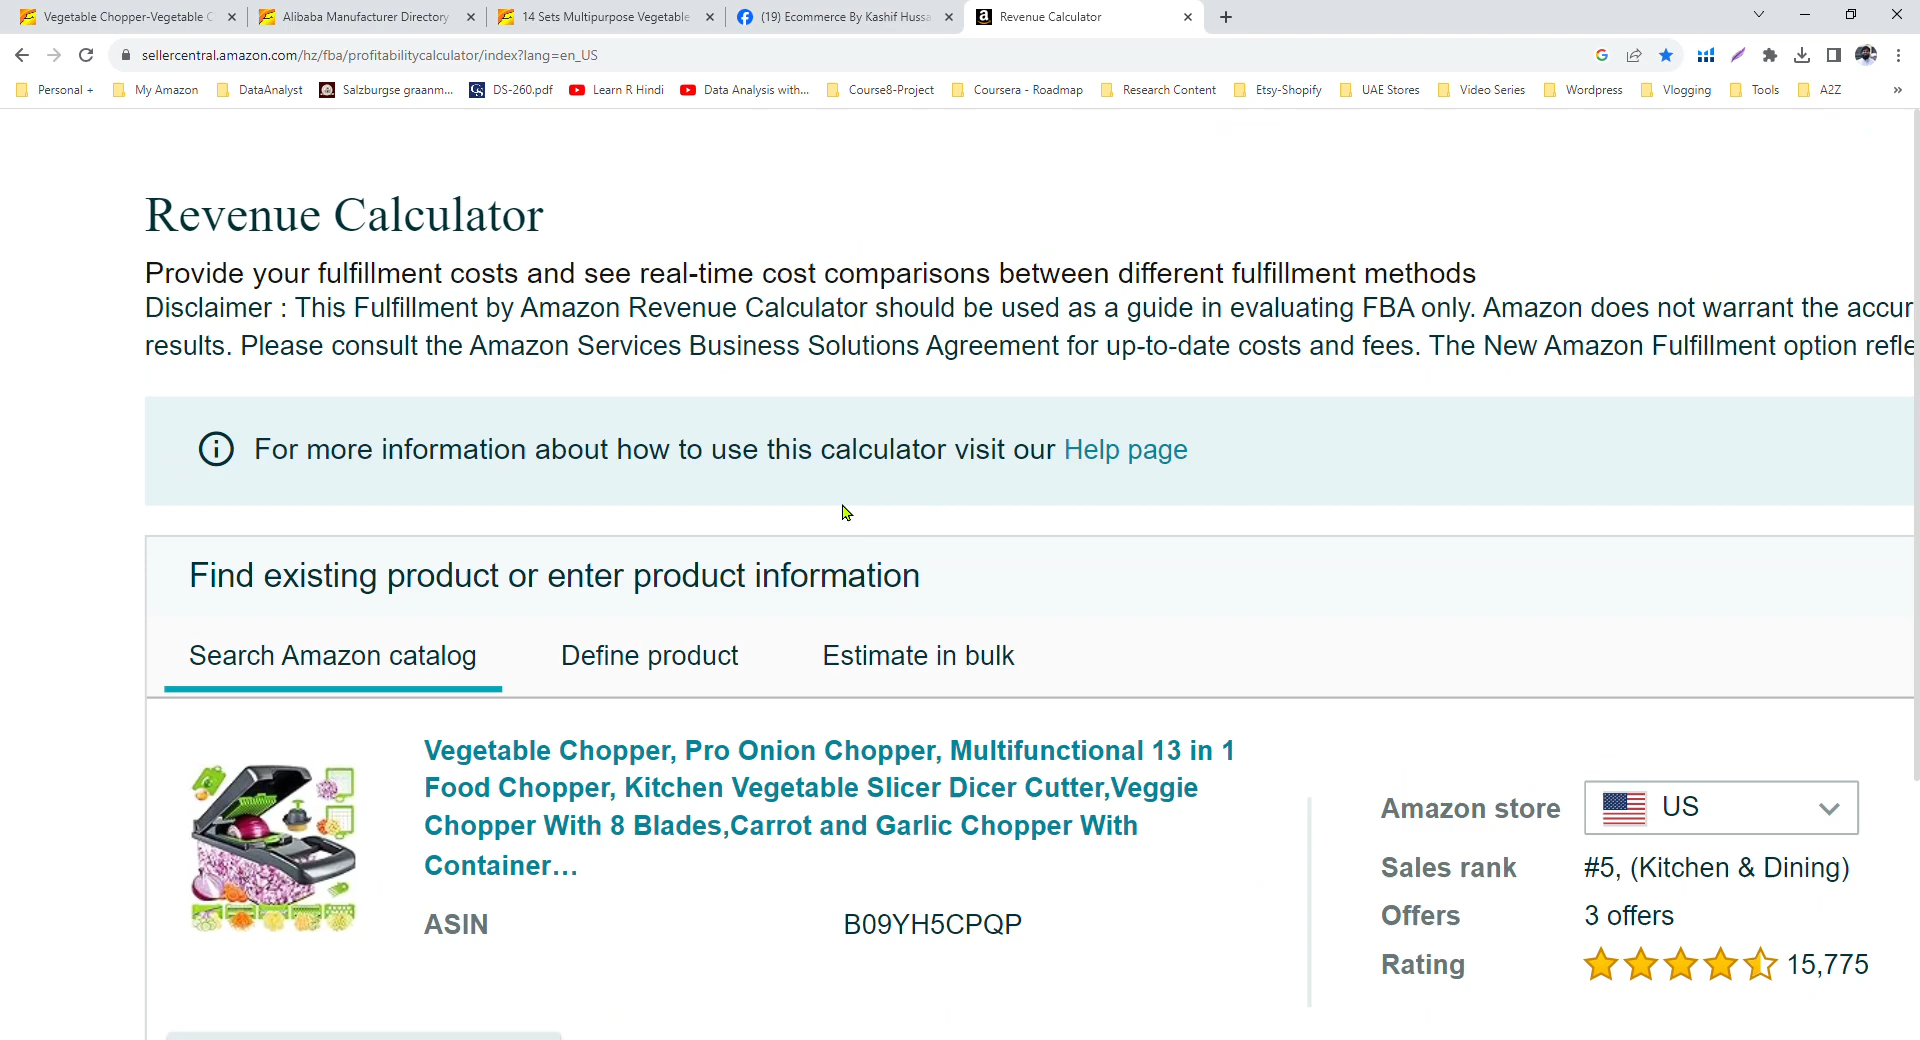 Vegetable Chopper-Vegetable C
Alibaba Manufacturer Directory
14 Sets Multipurpose Vegetable
(19) Ecommerce By Kashif Hussa
Revenue Calculator
sellercentral.amazon.com/hz/fba/profitabilitycalculator/index?lang=en_US
Personal +
My Amazon
DataAnalyst
Salzburgse graanm...
DS-260.pdf
Learn R Hindi
Data Analysis with...
Course8-Project
Coursera - Roadmap
Research Content
Etsy-Shopify
UAE Stores
Video Series
Wordpress
Vlogging
Tools
A2Z
Revenue Calculator
Provide your fulfillment costs and see real-time cost comparisons between different fulfillment methods
Disclaimer : This Fulfillment by Amazon Revenue Calculator should be used as a guide in evaluating FBA only. Amazon does not warrant the accur
results. Please consult the Amazon Services Business Solutions Agreement for up-to-date costs and fees. The New Amazon Fulfillment option refle
For more information about how to use this calculator visit our Help page
Find existing product or enter product information
Search Amazon catalog
Define product
Estimate in bulk
Vegetable Chopper, Pro Onion Chopper, Multifunctional 13 in 1
Food Chopper, Kitchen Vegetable Slicer Dicer Cutter,Veggie
Chopper With 8 Blades,Carrot and Garlic Chopper With
Container...
ASIN
B09YH5CPQP
Amazon store
US
Sales rank
#5, (Kitchen & Dining)
Offers
3 offers
Rating
15,775